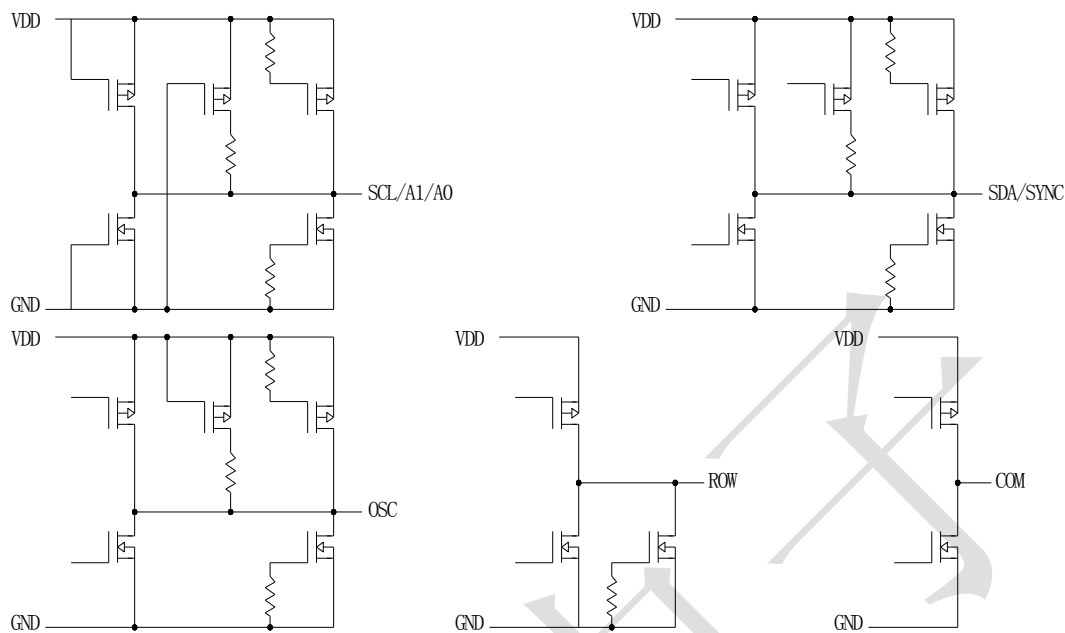 VDD
SCL/A1/A0
GND
VDD
SDA/SYNC
GND
VDD
OSC
GND
VDD
ROW
GND
VDD
COM
GND